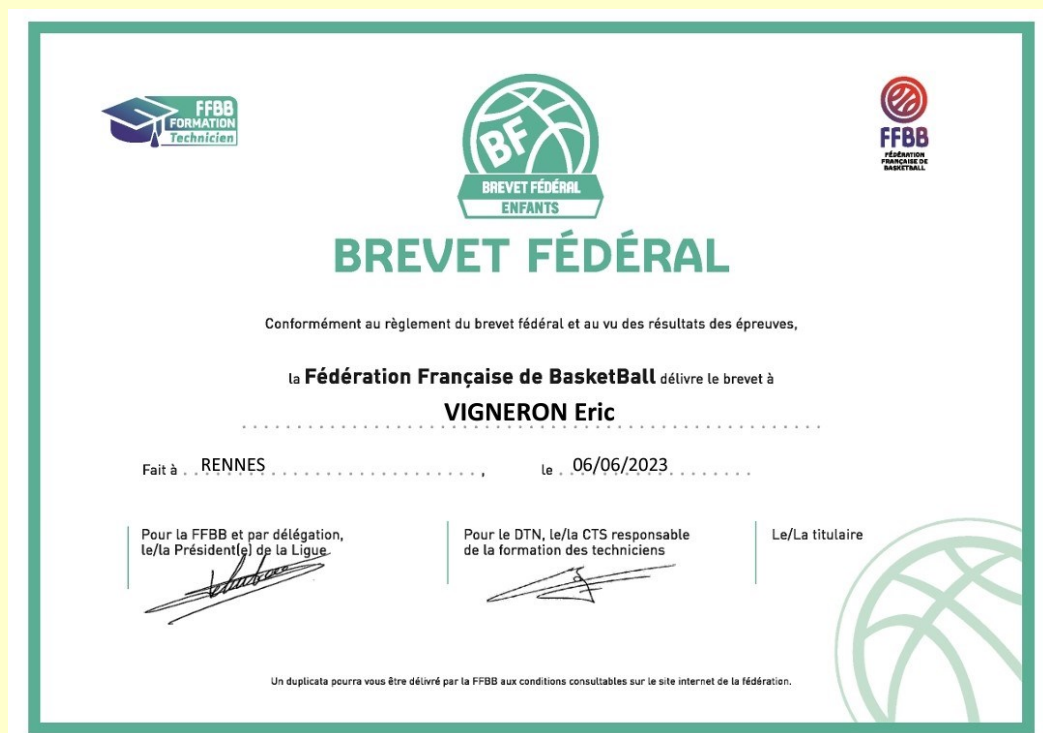 FFBB
FORMATION
Technicien
BF
BREVET FÉDÉRAL
ENFANTS
FFBB
FÉDÉRATION
FRANÇAISE DE
BASKETBALL
BREVET FÉDÉRAL
Conformément au règlement du brevet fédéral et au vu des résultats des épreuves,
la Fédération Française de BasketBall délivre le brevet à
VIGNERON Eric
Fait à RENNES , le 06/06/2023
Pour la FFBB et par délégation,
le/la Président(e) de la Ligue
Pour le DTN, le/la CTS responsable
de la formation des techniciens
Le/La titulaire
Un duplicata pourra vous être délivré par la FFBB aux conditions consultables sur le site internet de la fédération.